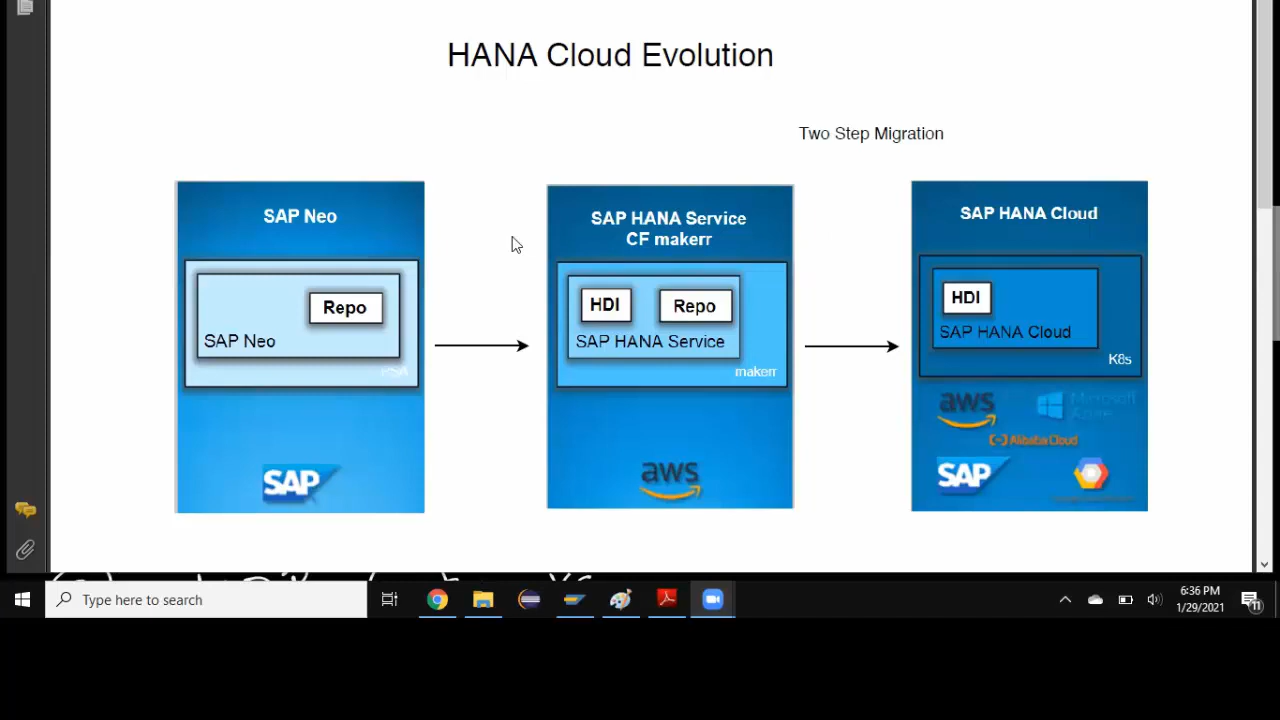 HANA Cloud Evolution
Two Step Migration
SAP Neo
Repo
SAP Neo
SAP HANA Service
CF makerr
HDI
Repo
SAP HANA Service
makerr
SAP HANA Cloud
HDI
SAP HANA Cloud
K8s
SAP
aws
aws
Microsoft
Azure
Alibaba Cloud
SAP
Type here to search
6:36 PM
1/29/2021
11